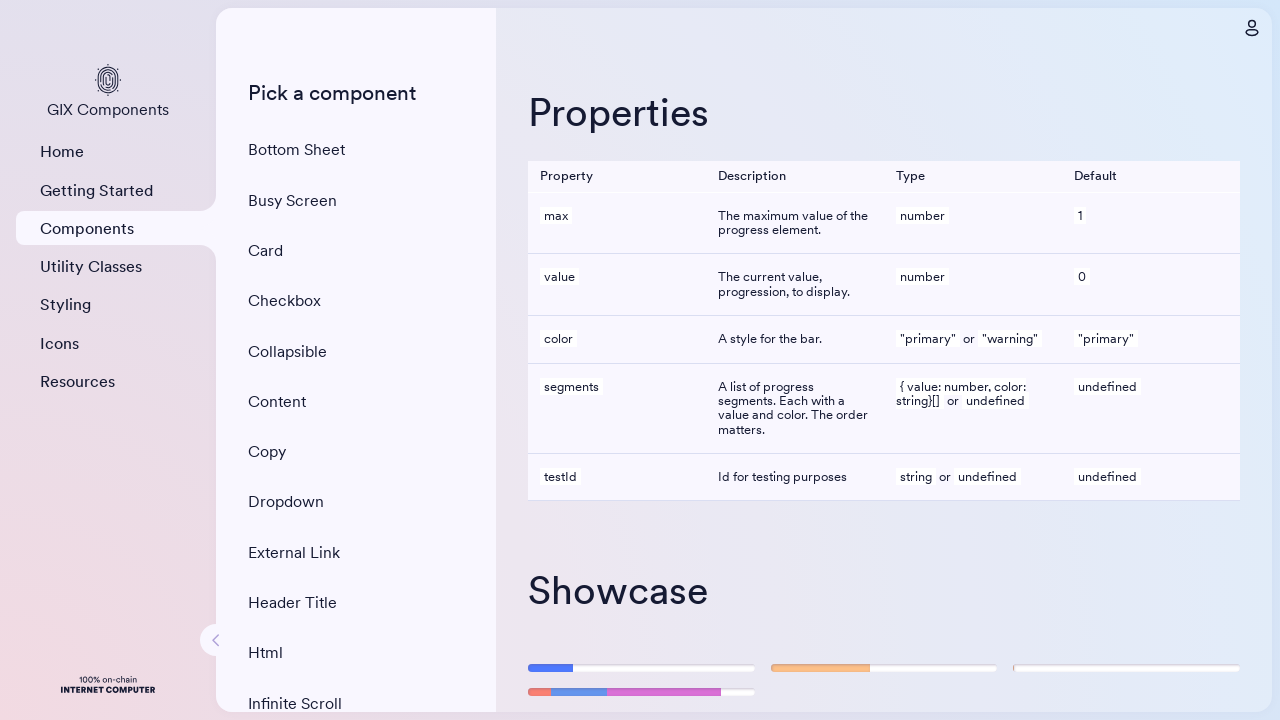 GIX Components
Home
Getting Started
Components
Utility Classes
Styling
Icons
Resources
100% on-chain
INTERNET COMPUTER
Pick a component
Bottom Sheet
Busy Screen
Card
Checkbox
Collapsible
Content
Copy
Dropdown
External Link
Header Title
Html
Infinite Scroll
Properties
Property Description Type Default
max The maximum value of the number 1
progress element.
value The current value, number 0
progression, to display.
color A style for the bar. "primary" or "warning" "primary"
segments A list of progress { value: number, color: undefined
segments. Each with a string}[] or undefined
value and color. The order
matters.
testId Id for testing purposes string or undefined undefined
Showcase